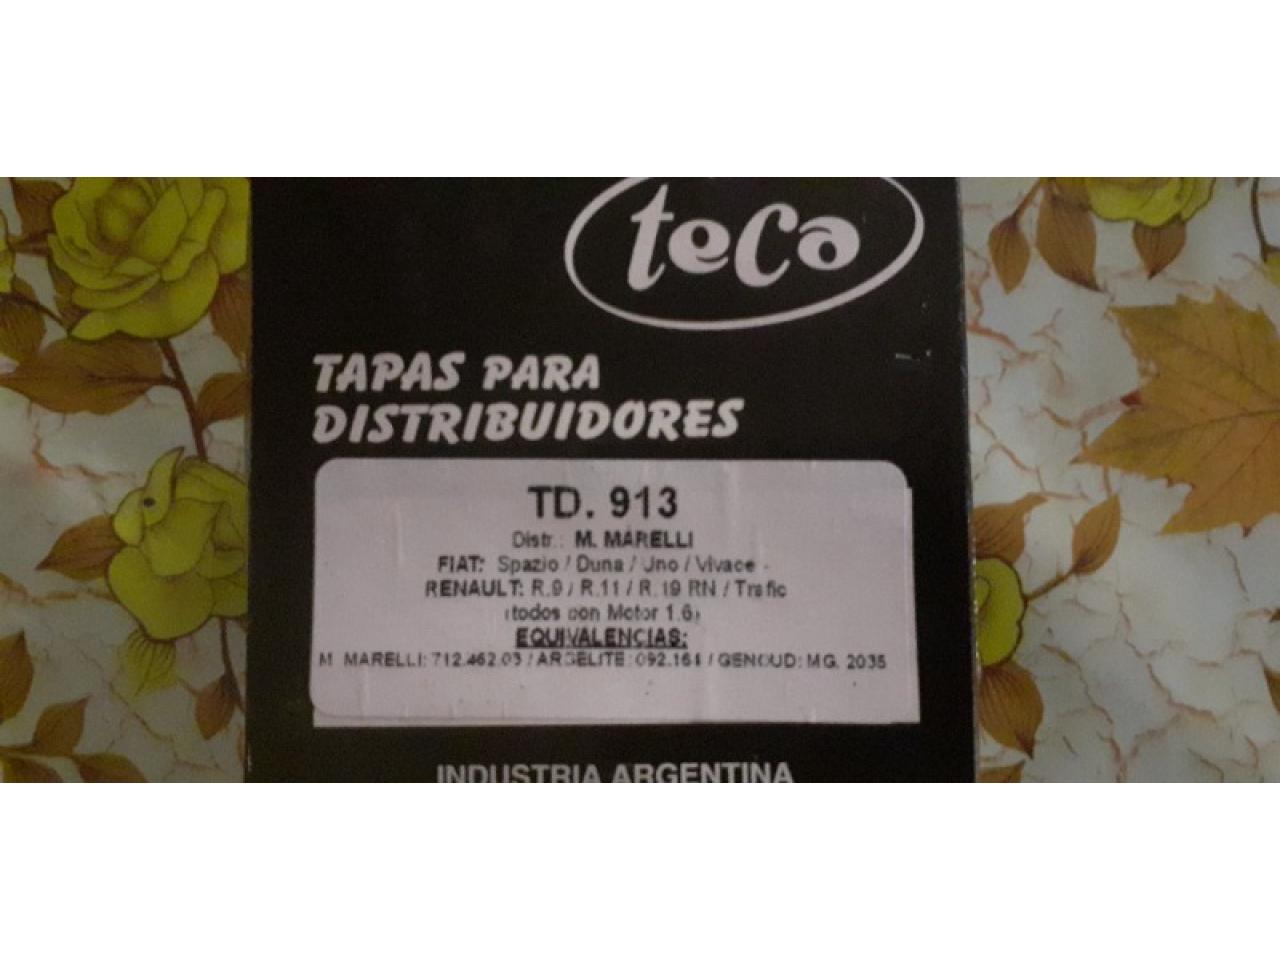 teca
TAPAS PARA
DISTRIBUIDORES
TD. 913
Distr.: M. MARELLI
FIAT: Spazio / Duna / Uno / Vivace -
RENAULT: R.9 / R.11 / R.19 RN / Trafic
(todos con Motor 1.6)
EQUIVALENCIAS:
M. MARELLI: 712.462.03 / ARGELITE: 092.164 / GENOUD: MG. 2035
INDUSTRIA ARGENTINA